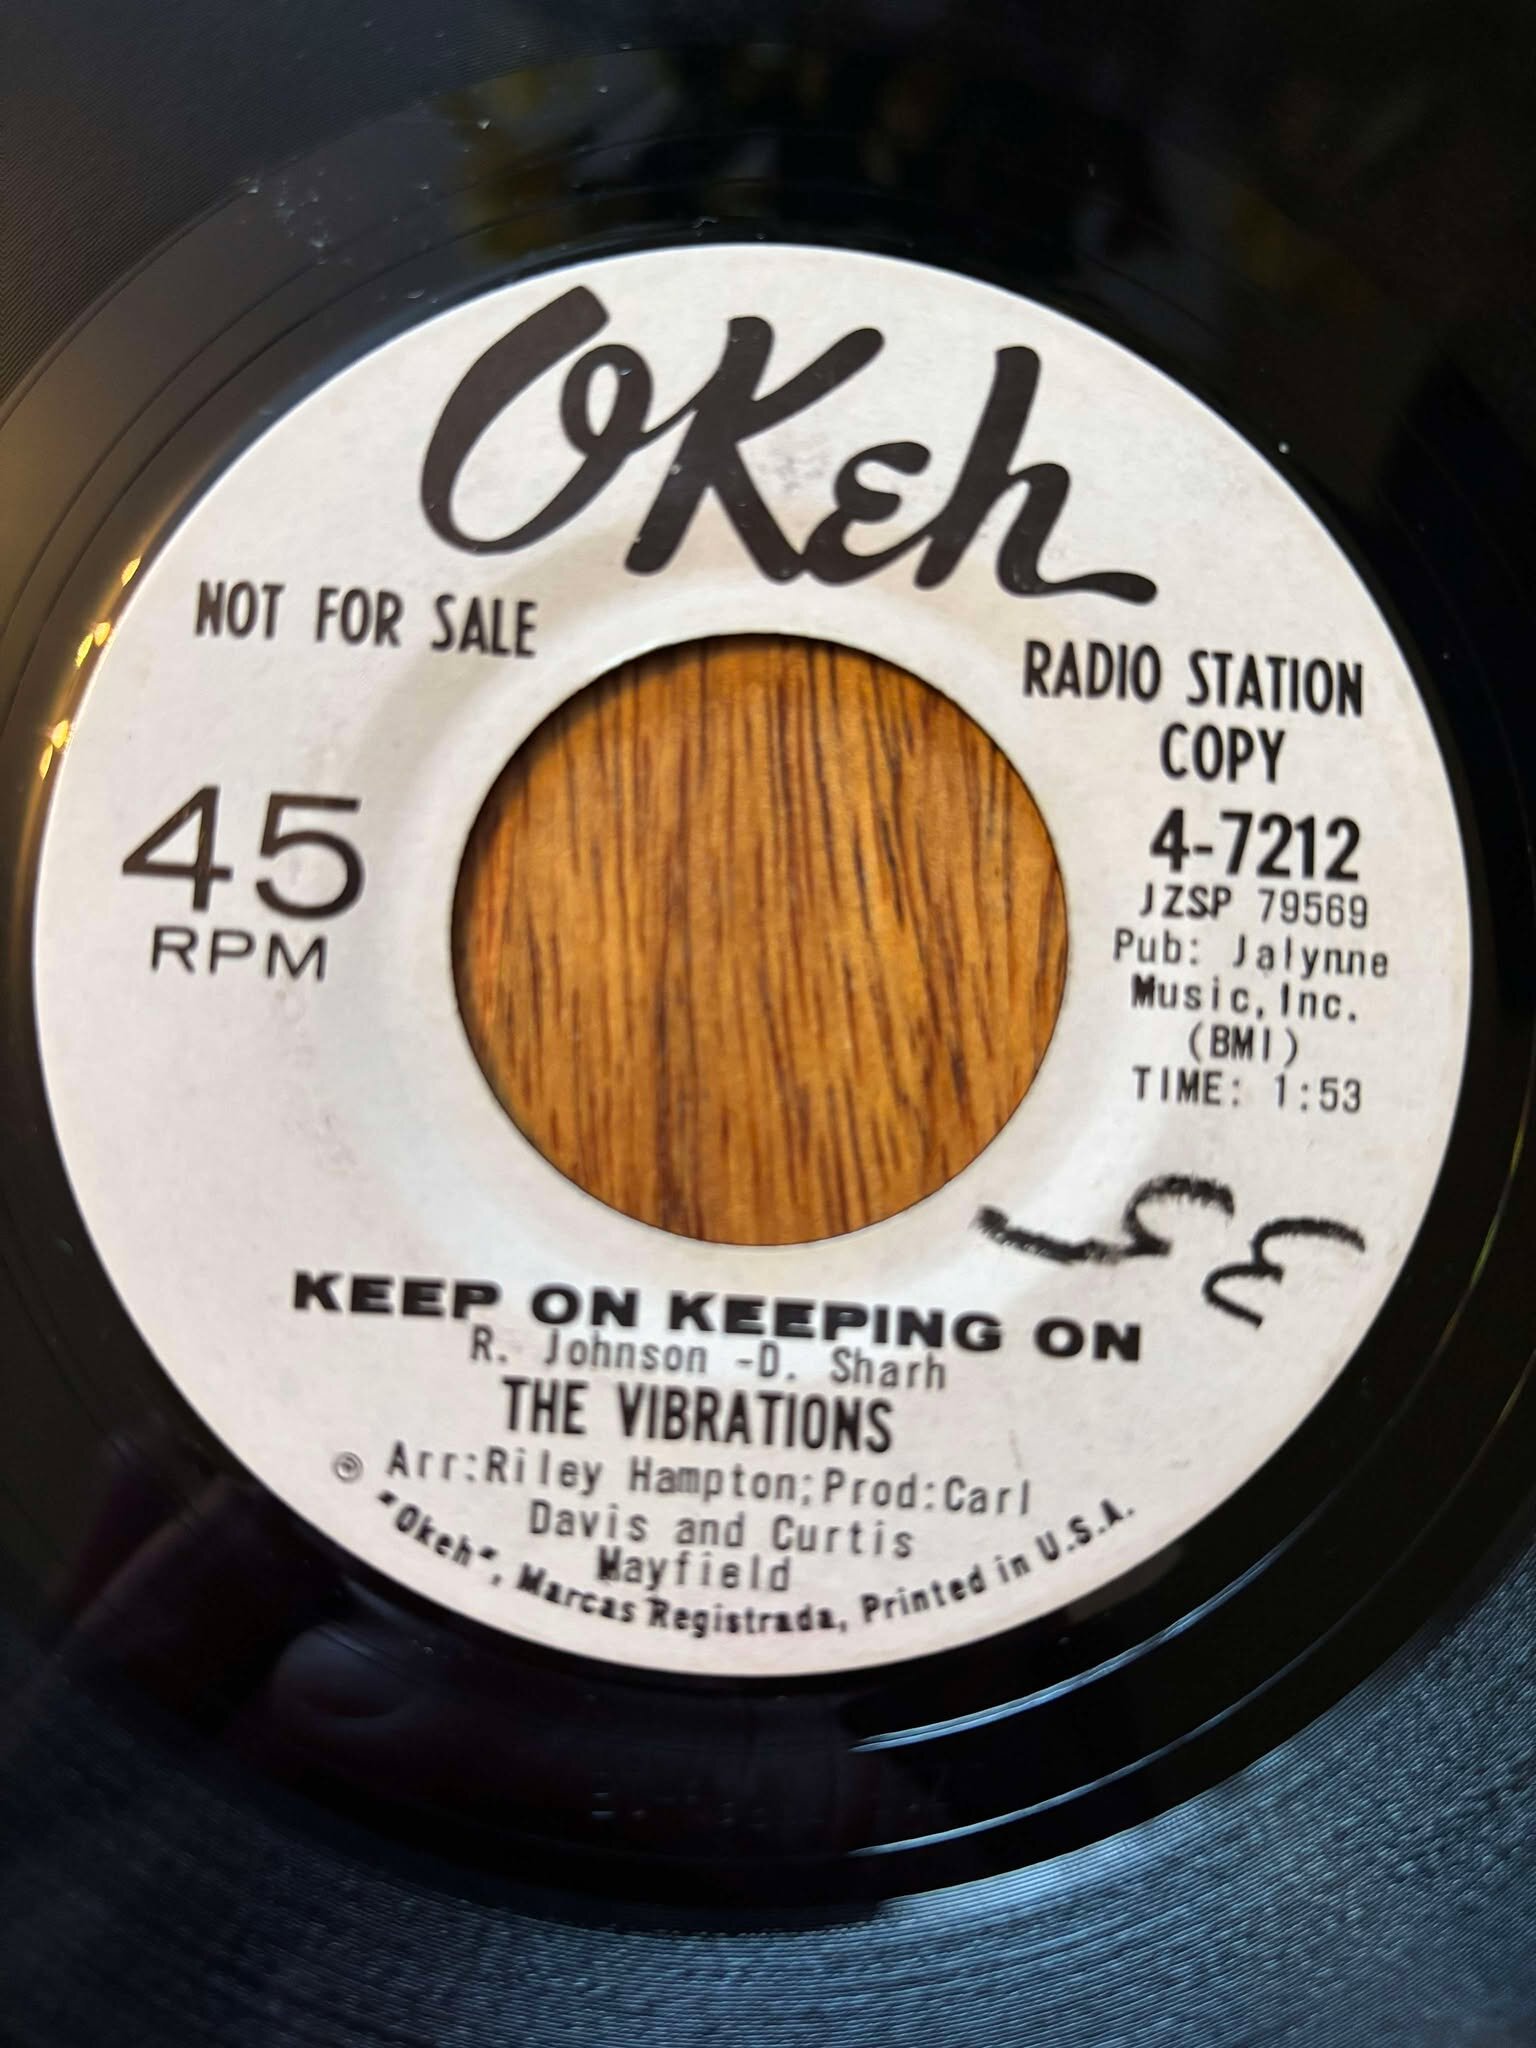 OKeh
NOT FOR SALE
RADIO STATION
COPY
45
RPM
4-7212
JZSP 79569
Pub: Jalynne
Music, Inc.
(BMI)
TIME: 1:53
KEEP ON KEEPING ON
R. Johnson -D. Sharh
THE VIBRATIONS
℗ Arr:Riley Hampton;Prod:Carl
Davis and Curtis
Mayfield
"Okeh", Marcas Registrada, Printed in U.S.A.